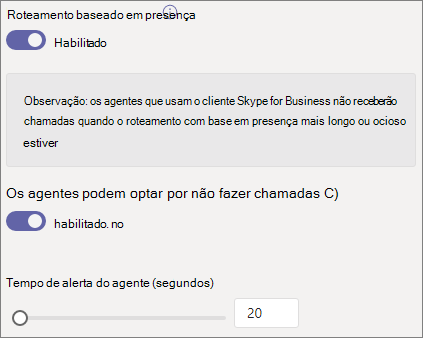 Roteamento baseado em presença
Habilitado
Observação: os agentes que usam o cliente Skype for Business não receberão
chamadas quando o roteamento com base em presença mais longo ou ocioso
estiver
Os agentes podem optar por não fazer chamadas C)
habilitado. no
Tempo de alerta do agente (segundos)
20